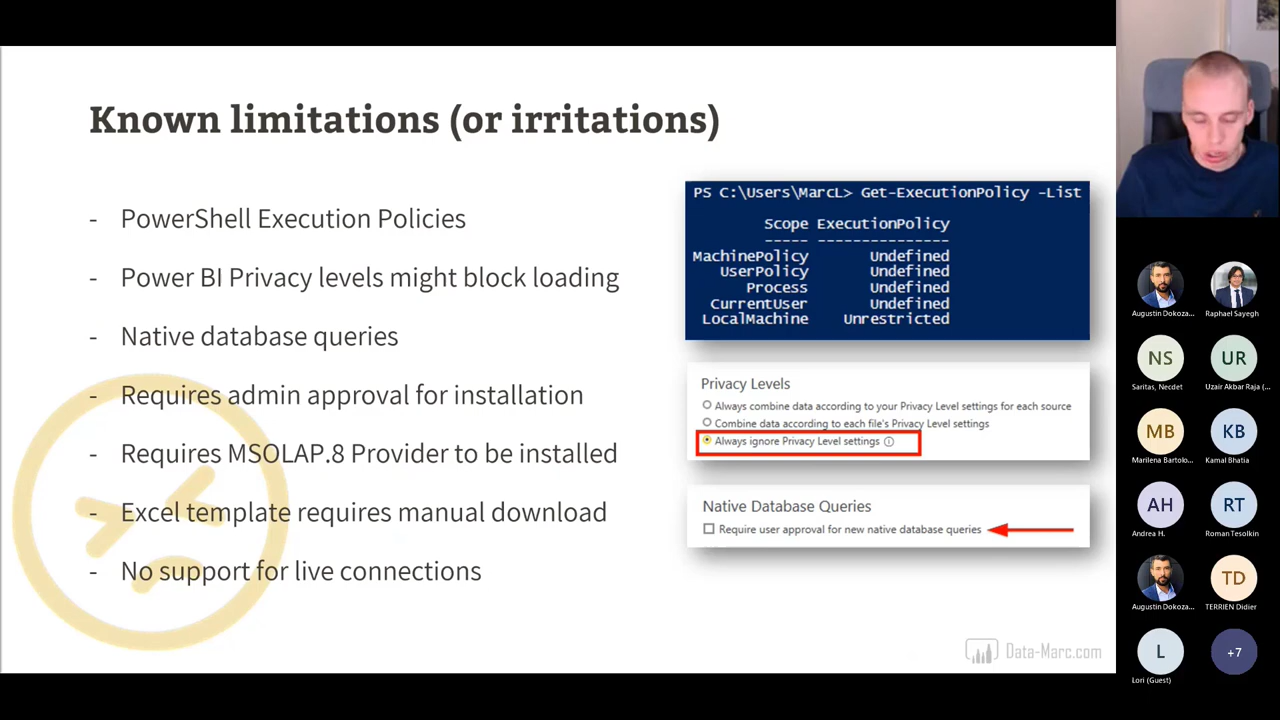 Known limitations (or irritations)
- PowerShell Execution Policies
- Power BI Privacy levels might block loading
- Native database queries
- Requires admin approval for installation
- Requires MSOLAP.8 Provider to be installed
- Excel template requires manual download
- No support for live connections
PS C:\Users\MarcL> Get-ExecutionPolicy -List
Scope ExecutionPolicy
----- ---------------
MachinePolicy Undefined
UserPolicy Undefined
Process Undefined
CurrentUser Undefined
LocalMachine Unrestricted
Privacy Levels
Always combine data according to your Privacy Level settings for each source
Combine data according to each file's Privacy Level settings
Always ignore Privacy Level settings
Native Database Queries
Require user approval for new native database queries
Data-Marc.com
Augustin Dokoza... Raphael Sayegh
NS UR
Saritas, Necdet Uzair Akbar Raja (...
MB KB
Marilena Bartolo... Kamal Bhatia
AH RT
Andrea H. Roman Tesolkin
TD
Augustin Dokoza... TERRIEN Didier
L +7
Lori (Guest)